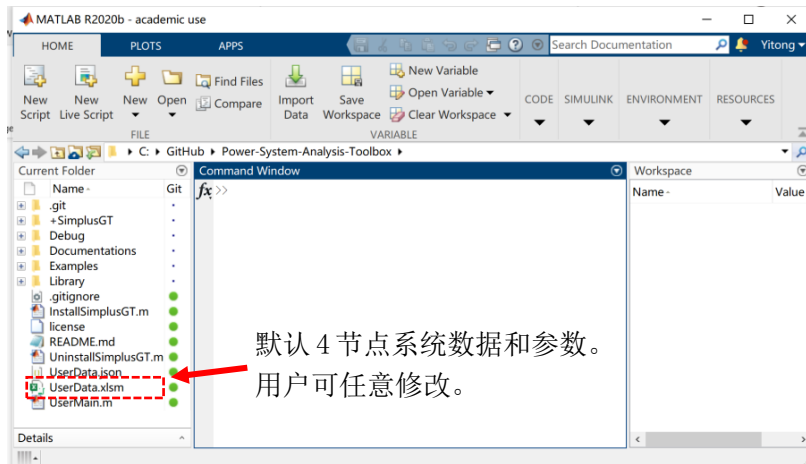 MATLAB R2020b - academic use
HOME PLOTS APPS Search Documentation Yitong
New Script
New Live Script
New
Open
Find Files
Compare
Import Data
Save Workspace
New Variable
Open Variable
Clear Workspace
CODE SIMULINK ENVIRONMENT RESOURCES
FILE VARIABLE
C: GitHub Power-System-Analysis-Toolbox
Current Folder
Name Git
.git
+SimplusGT
Debug
Documentations
Examples
Library
.gitignore
InstallSimplusGT.m
license
README.md
UninstallSimplusGT.m
UserData.json
UserData.xlsm
UserMain.m
Details
Command Window
fx >>
默认4节点系统数据和参数。
用户可任意修改。
Workspace
Name Value